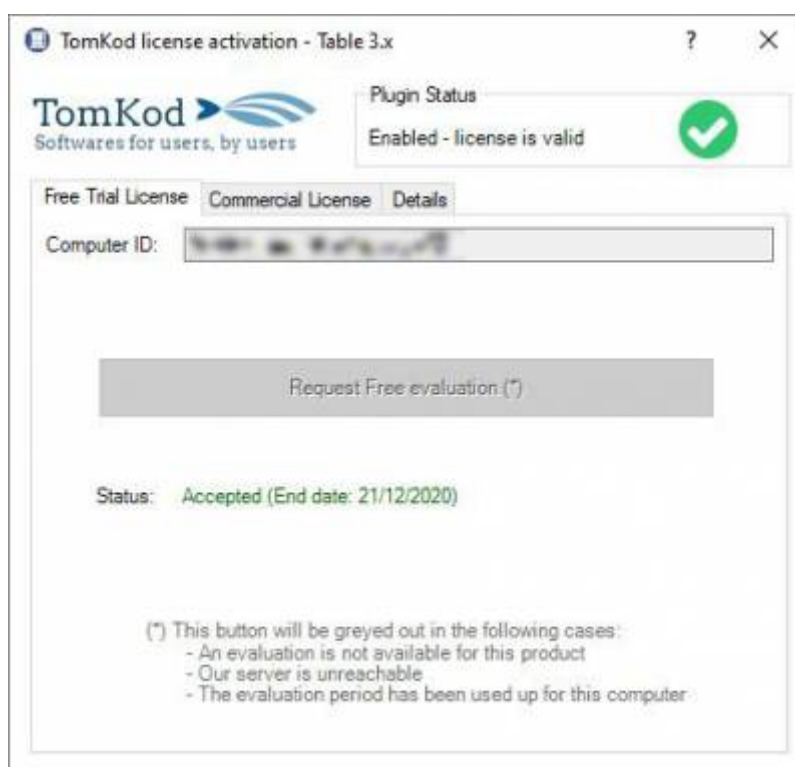 TomKod license activation - Table 3.x
?
TomKod
Softwares for users, by users
Plugin Status
Enabled - license is valid
Free Trial License
Commercial License
Details
Computer ID:
Request Free evaluation (*)
Status: Accepted (End date: 21/12/2020)
(*) This button will be greyed out in the following cases:
- An evaluation is not available for this product
- Our server is unreachable
- The evaluation period has been used up for this computer